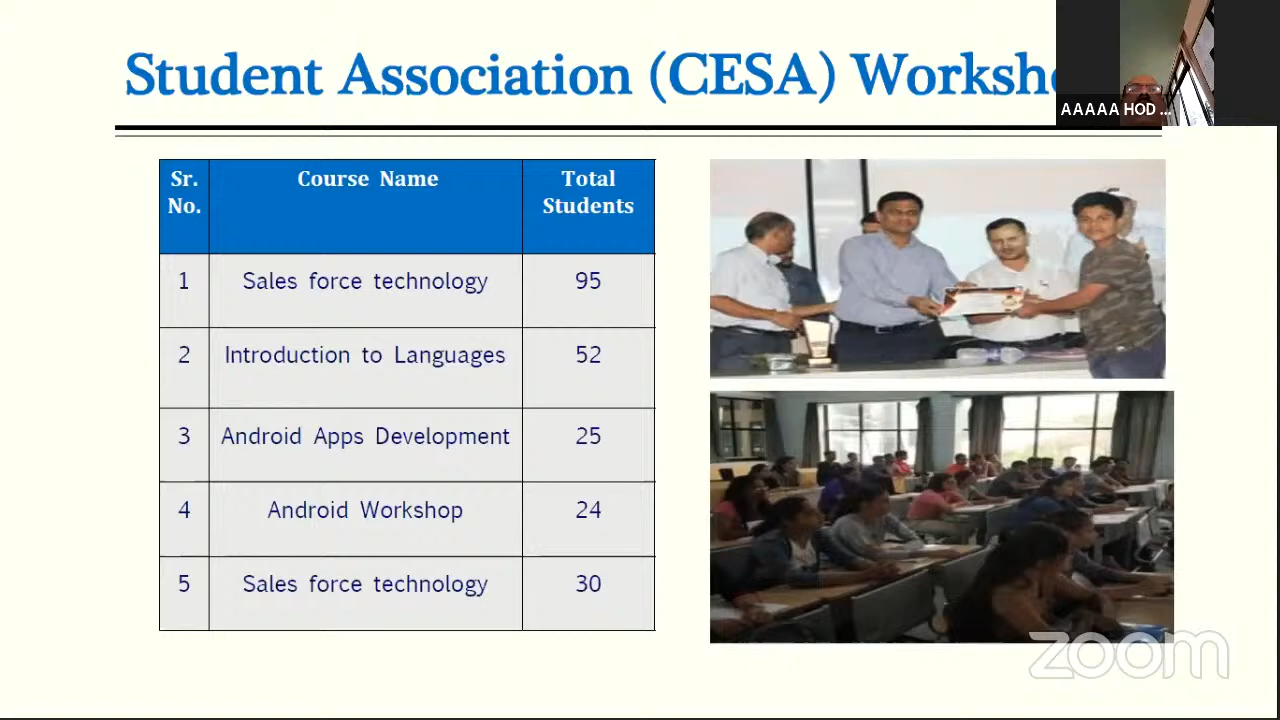 Student Association (CESA) Worksho
AAAAA HOD ...
Sr. No. Course Name Total Students
1 Sales force technology 95
2 Introduction to Languages 52
3 Android Apps Development 25
4 Android Workshop 24
5 Sales force technology 30
zoom